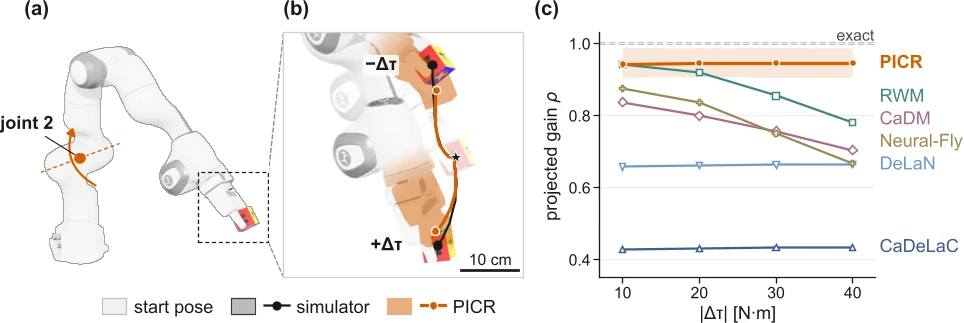 (a)
joint 2
(b)
−Δτ
+Δτ
10 cm
(c)
exact
projected gain ρ
1.0
0.8
0.6
0.4
10
20
30
40
|Δτ| [N·m]
PICR
RWM
CaDM
Neural-Fly
DeLaN
CaDeLaC
start pose
simulator
PICR